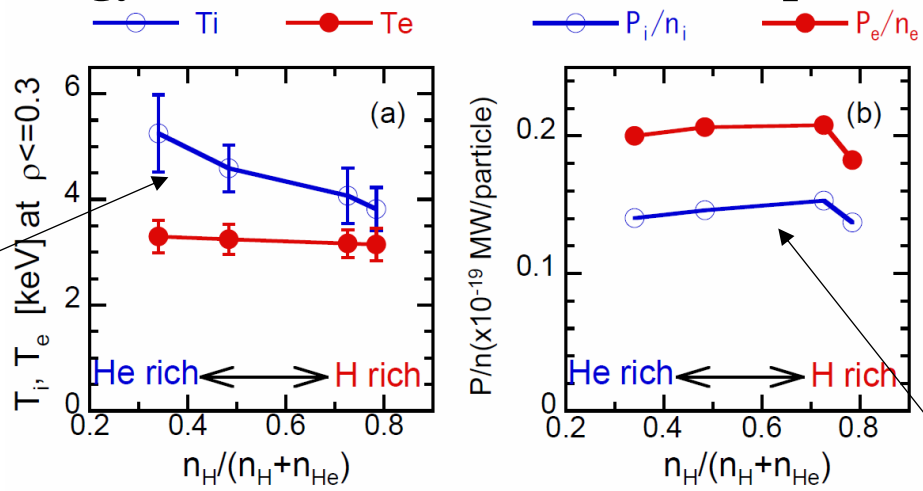 Ti Te
P_i/n_i P_e/n_e
T_i, T_e [keV] at ρ<=0.3
6
4
2
0
(a)
He rich H rich
0.2 0.4 0.6 0.8
n_H/(n_H+n_He)
P/n(x10^-19 MW/particle)
0.2
0.1
0
(b)
He rich H rich
0.2 0.4 0.6 0.8
n_H/(n_H+n_He)